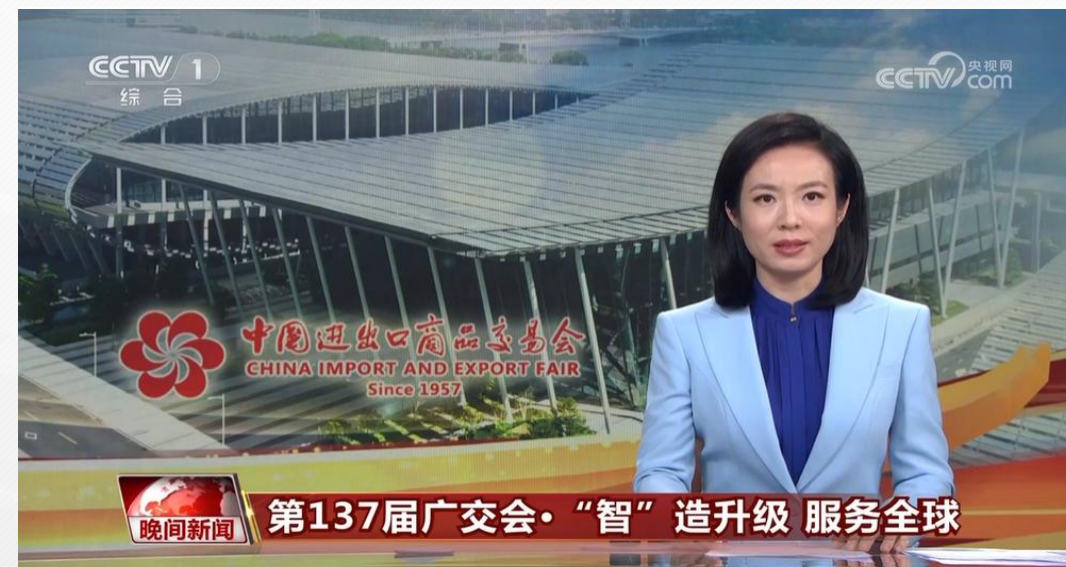 CCTV 1
综合
央视网
CCTV com
中国进出口商品交易会
CHINA IMPORT AND EXPORT FAIR
Since 1957
晚间新闻
第137届广交会·“智”造升级 服务全球